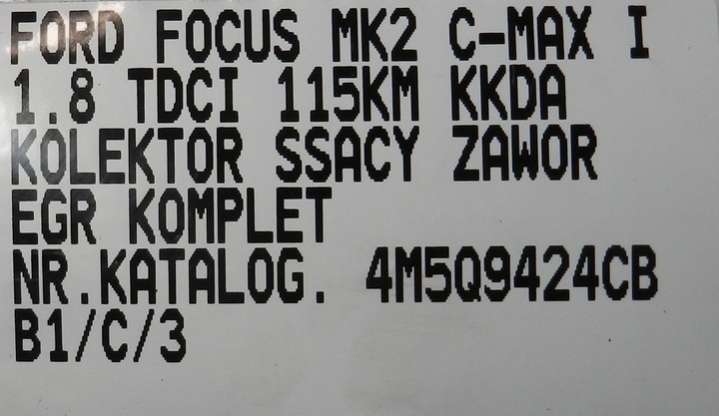 FORD FOCUS MK2 C-MAX I
1.8 TDCI 115KM KKDA
KOLEKTOR SSACY ZAWOR
EGR KOMPLET
NR.KATALOG. 4M5Q9424CB
B1/C/3